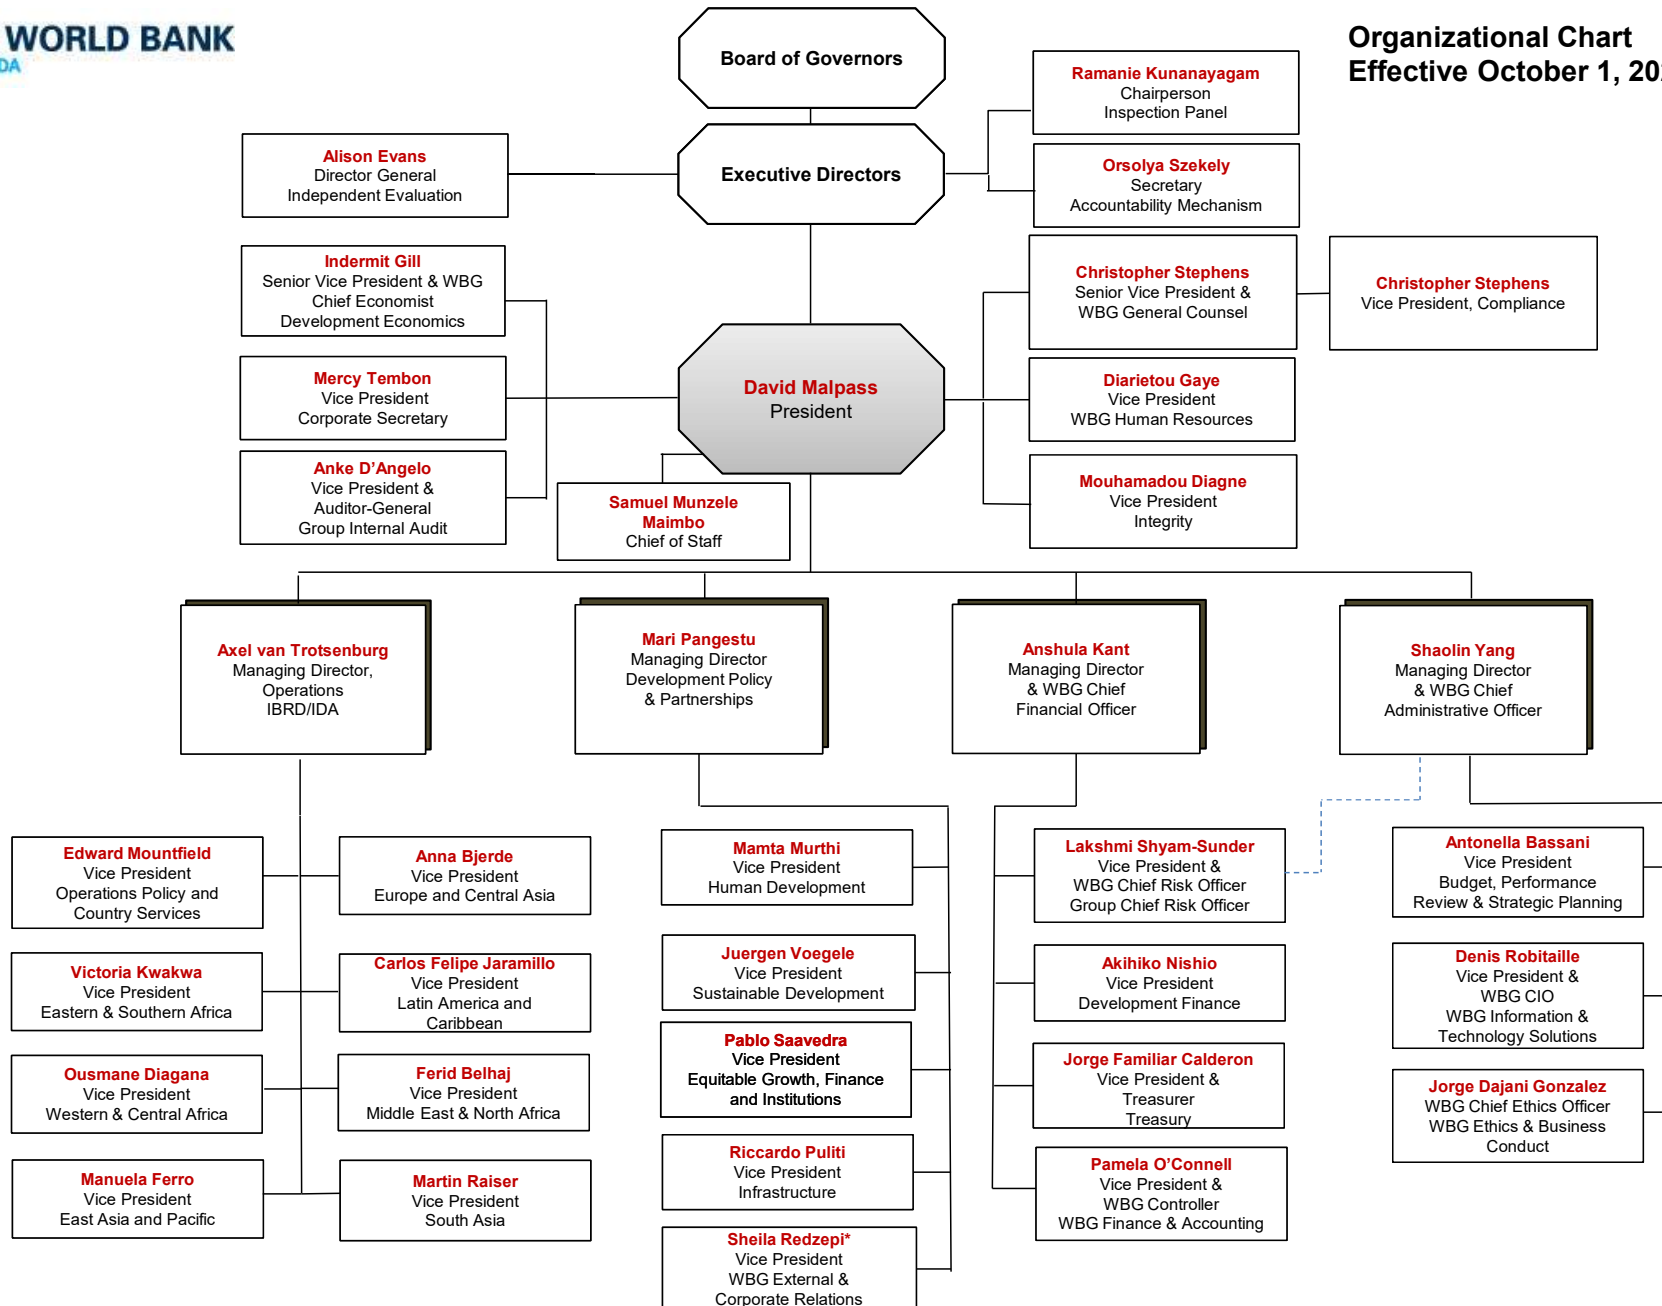 WORLD BANK
DA
Organizational Chart
Effective October 1, 20
Board of Governors
Executive Directors
Ramanie Kunanayagam
Chairperson
Inspection Panel
Alison Evans
Director General
Independent Evaluation
Orsolya Szekely
Secretary
Accountability Mechanism
Indermit Gill
Senior Vice President & WBG
Chief Economist
Development Economics
Christopher Stephens
Senior Vice President &
WBG General Counsel
Christopher Stephens
Vice President, Compliance
Mercy Tembon
Vice President
Corporate Secretary
David Malpass
President
Diarietou Gaye
Vice President
WBG Human Resources
Anke D’Angelo
Vice President &
Auditor-General
Group Internal Audit
Samuel Munzele
Maimbo
Chief of Staff
Mouhamadou Diagne
Vice President
Integrity
Axel van Trotsenburg
Managing Director,
Operations
IBRD/IDA
Mari Pangestu
Managing Director
Development Policy
& Partnerships
Anshula Kant
Managing Director
& WBG Chief
Financial Officer
Shaolin Yang
Managing Director
& WBG Chief
Administrative Officer
Edward Mountfield
Vice President
Operations Policy and
Country Services
Anna Bjerde
Vice President
Europe and Central Asia
Victoria Kwakwa
Vice President
Eastern & Southern Africa
Carlos Felipe Jaramillo
Vice President
Latin America and
Caribbean
Ousmane Diagana
Vice President
Western & Central Africa
Ferid Belhaj
Vice President
Middle East & North Africa
Manuela Ferro
Vice President
East Asia and Pacific
Martin Raiser
Vice President
South Asia
Mamta Murthi
Vice President
Human Development
Juergen Voegele
Vice President
Sustainable Development
Pablo Saavedra
Vice President
Equitable Growth, Finance
and Institutions
Riccardo Puliti
Vice President
Infrastructure
Sheila Redzepi*
Vice President
WBG External &
Corporate Relations
Lakshmi Shyam-Sunder
Vice President &
WBG Chief Risk Officer
Group Chief Risk Officer
Akihiko Nishio
Vice President
Development Finance
Jorge Familiar Calderon
Vice President &
Treasurer
Treasury
Pamela O’Connell
Vice President &
WBG Controller
WBG Finance & Accounting
Antonella Bassani
Vice President
Budget, Performance
Review & Strategic Planning
Denis Robitaille
Vice President &
WBG CIO
WBG Information &
Technology Solutions
Jorge Dajani Gonzalez
WBG Chief Ethics Officer
WBG Ethics & Business
Conduct